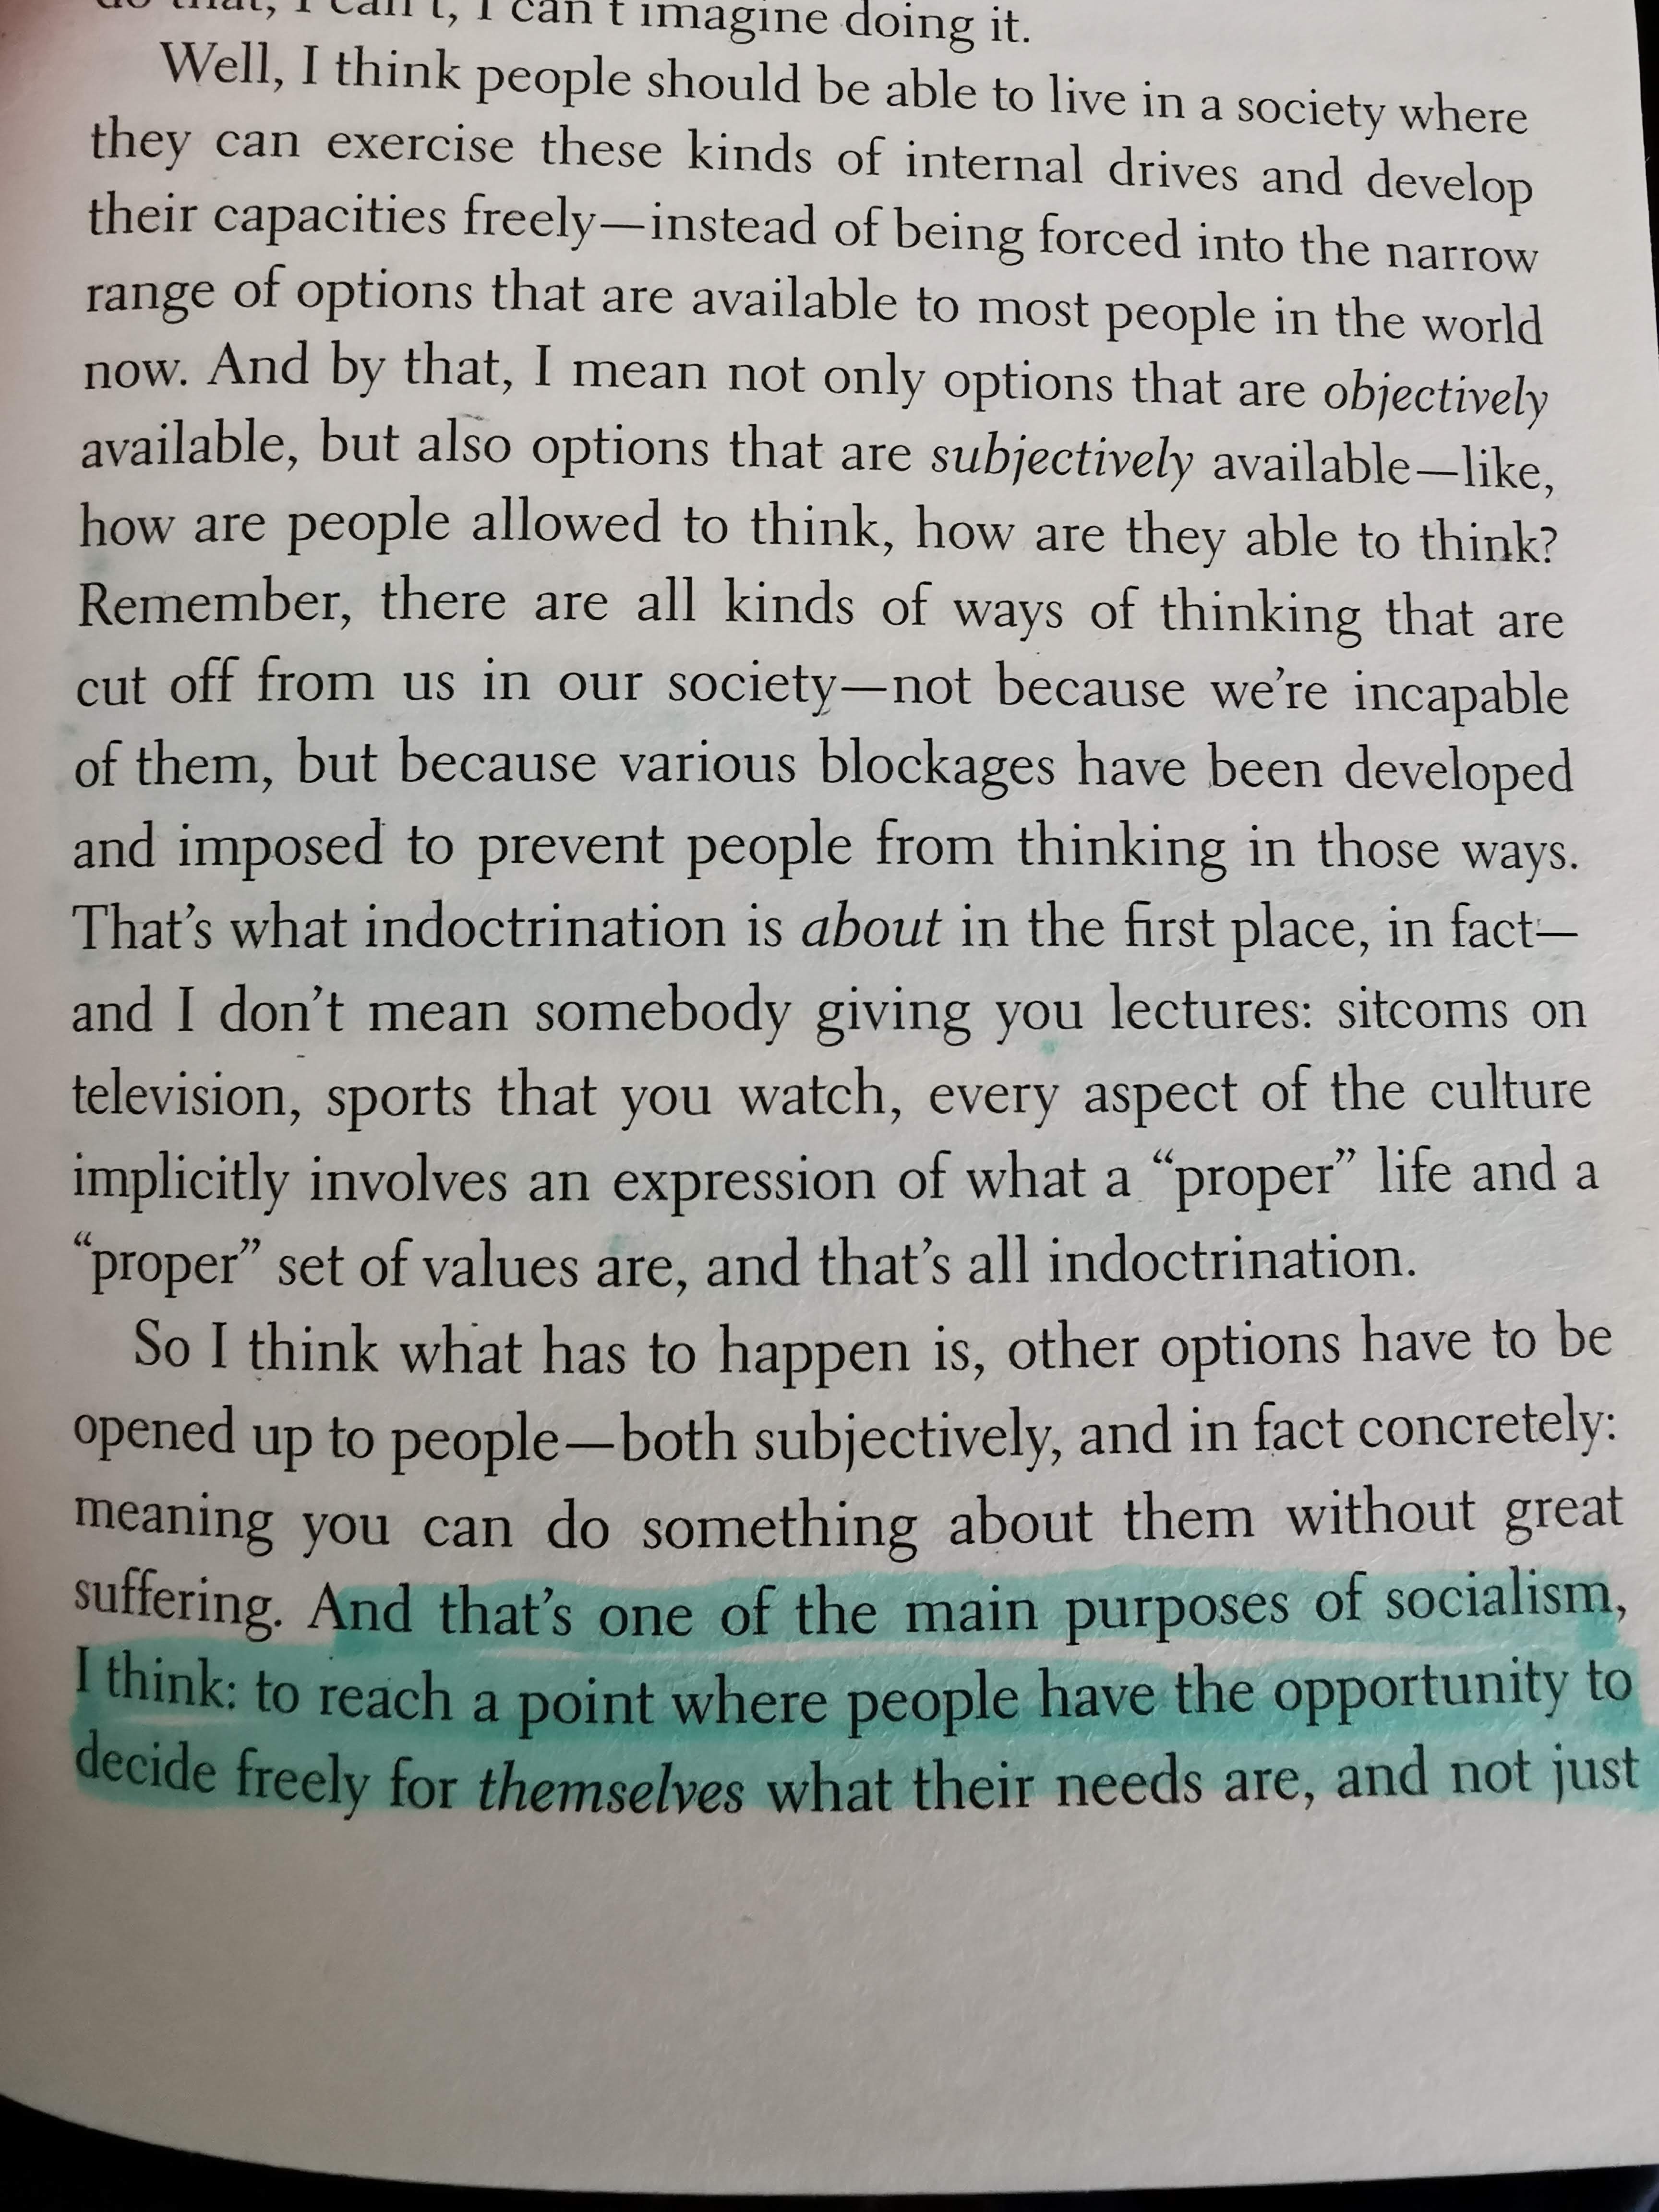 do that, I can't, I can't imagine doing it.
Well, I think people should be able to live in a society where
they can exercise these kinds of internal drives and develop
their capacities freely—instead of being forced into the narrow
range of options that are available to most people in the world
now. And by that, I mean not only options that are objectively
available, but also options that are subjectively available—like,
how are people allowed to think, how are they able to think?
Remember, there are all kinds of ways of thinking that are
cut off from us in our society—not because we're incapable
of them, but because various blockages have been developed
and imposed to prevent people from thinking in those ways.
That's what indoctrination is about in the first place, in fact—
and I don't mean somebody giving you lectures: sitcoms on
television, sports that you watch, every aspect of the culture
implicitly involves an expression of what a “proper” life and a
“proper” set of values are, and that's all indoctrination.
So I think what has to happen is, other options have to be
opened up to people—both subjectively, and in fact concretely:
meaning you can do something about them without great
suffering. And that's one of the main purposes of socialism,
I think: to reach a point where people have the opportunity to
decide freely for themselves what their needs are, and not just